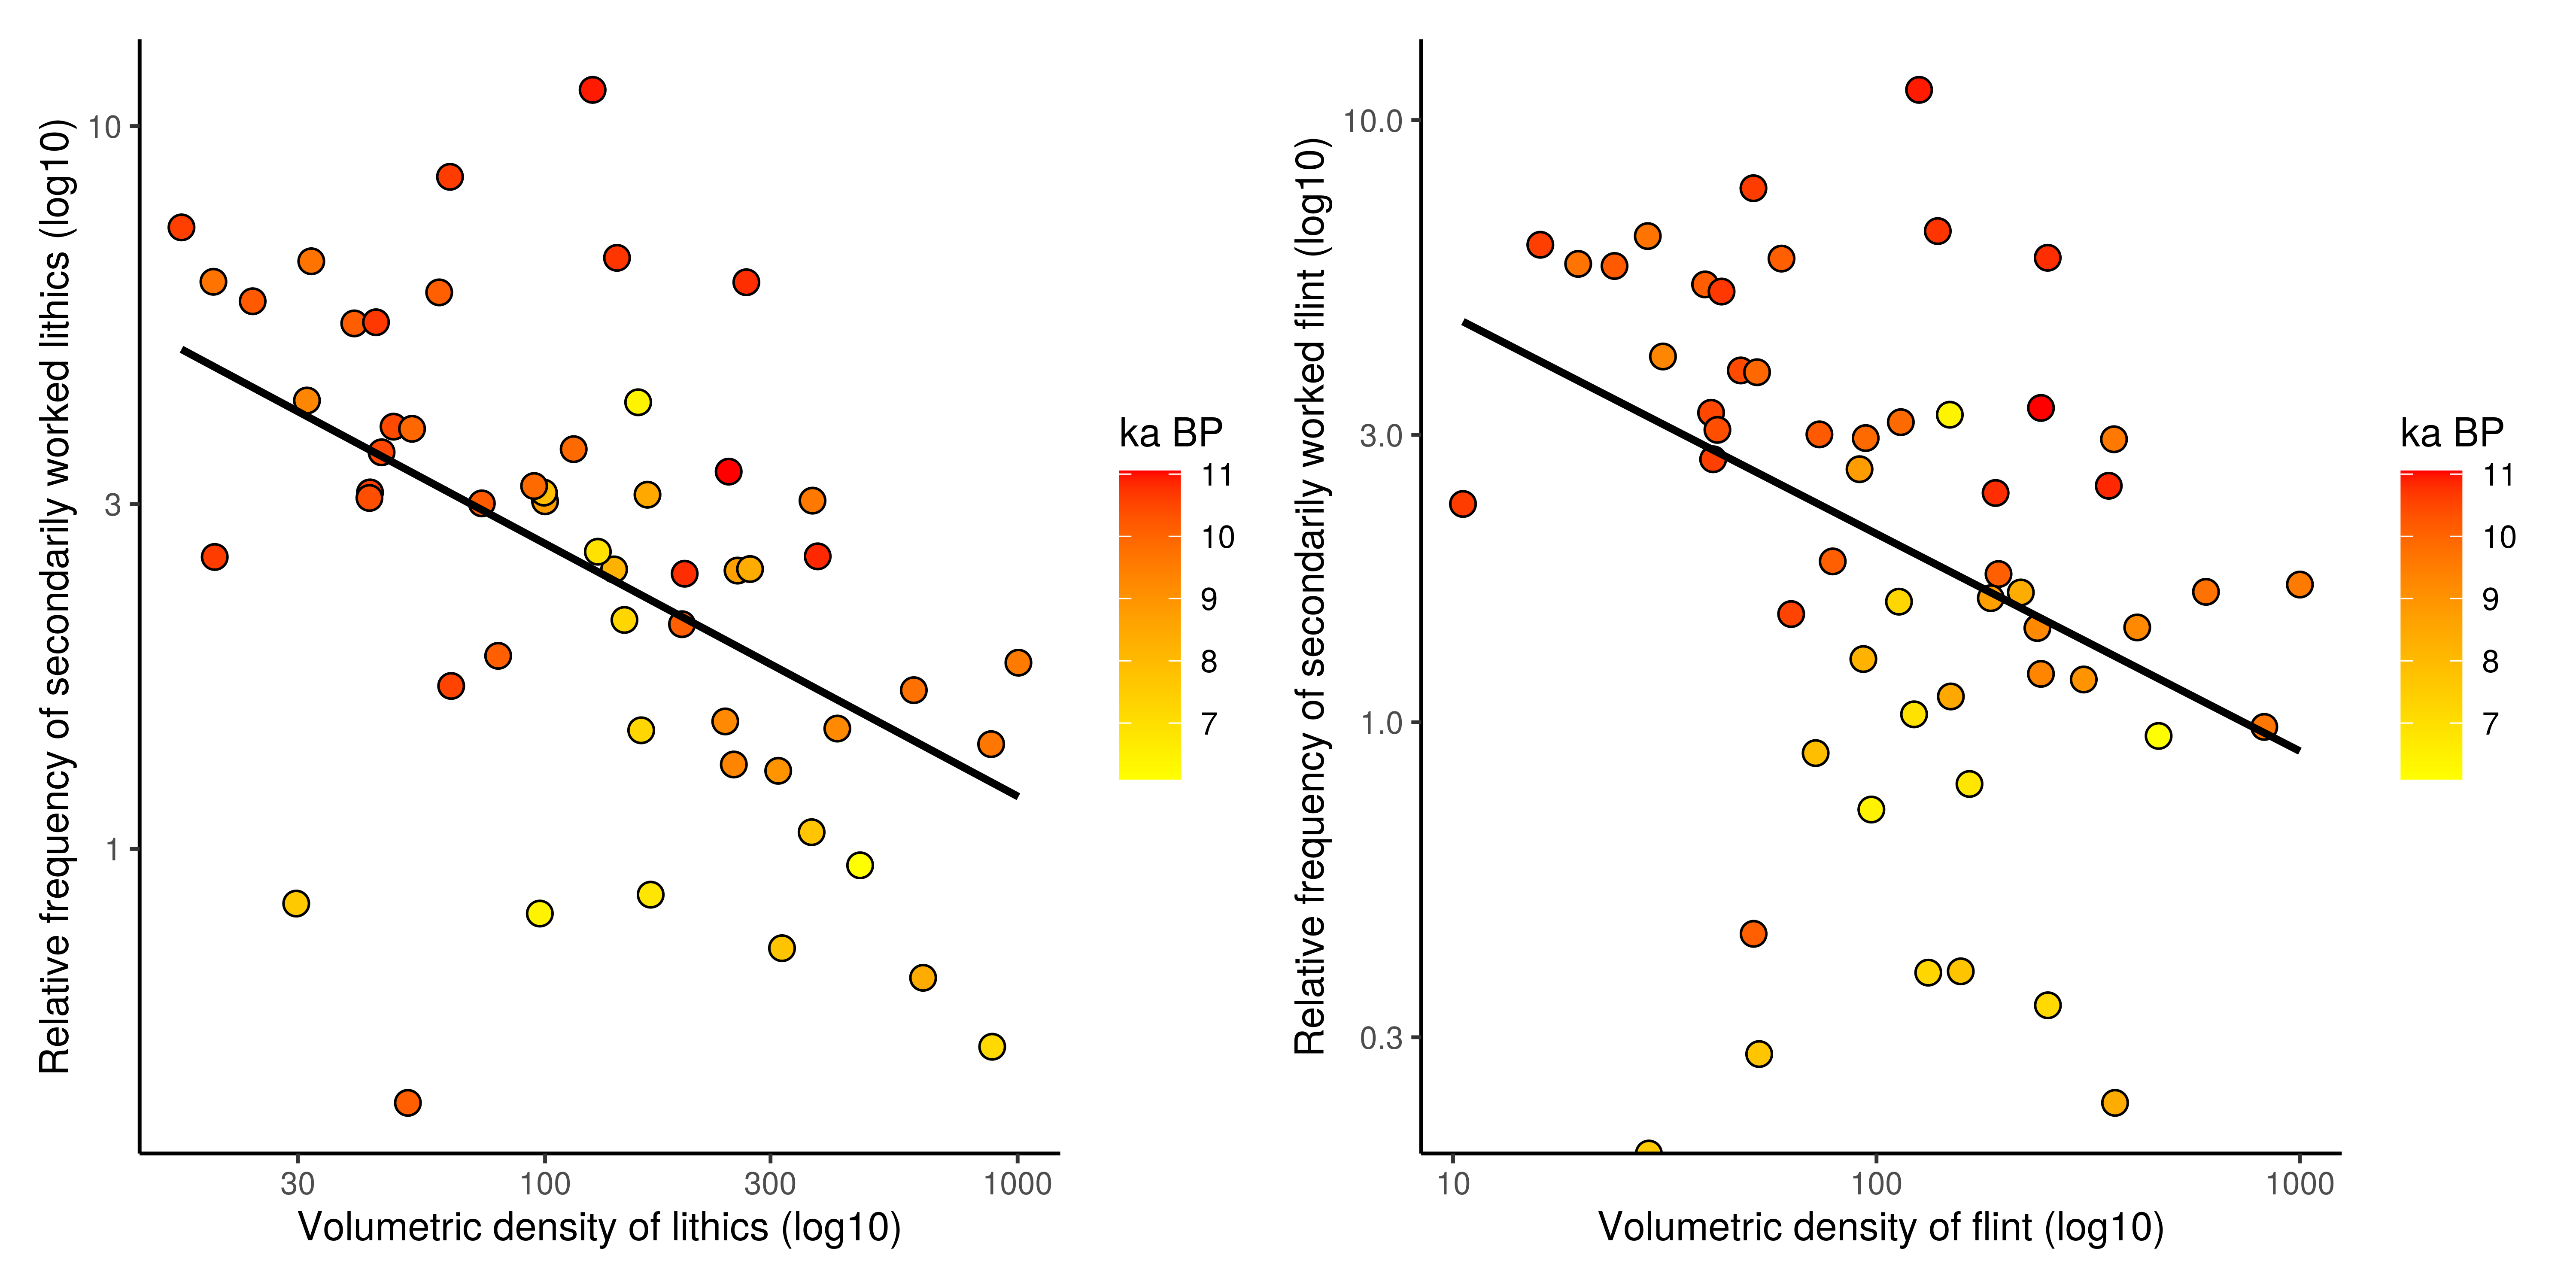 Relative frequency of secondarily worked lithics (log10)
10
3
1
30 100 300 1000
Volumetric density of lithics (log10)
ka BP
11
10
9
8
7
Relative frequency of secondarily worked flint (log10)
10.0
3.0
1.0
0.3
10 100 1000
Volumetric density of flint (log10)
ka BP
11
10
9
8
7